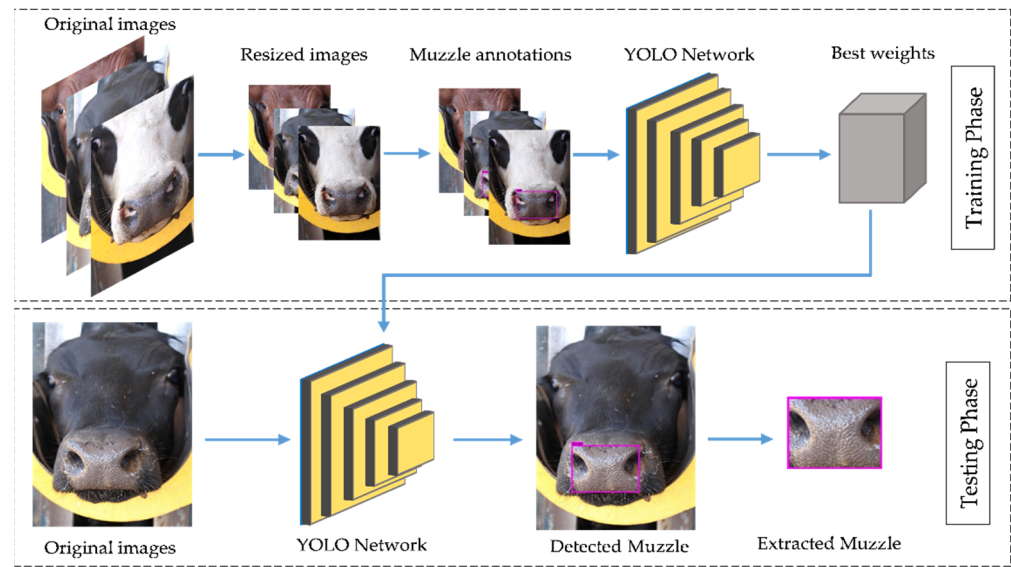 Original images
Resized images
Muzzle annotations
YOLO Network
Best weights
Training Phase
Original images
YOLO Network
Detected Muzzle
Extracted Muzzle
Testing Phase